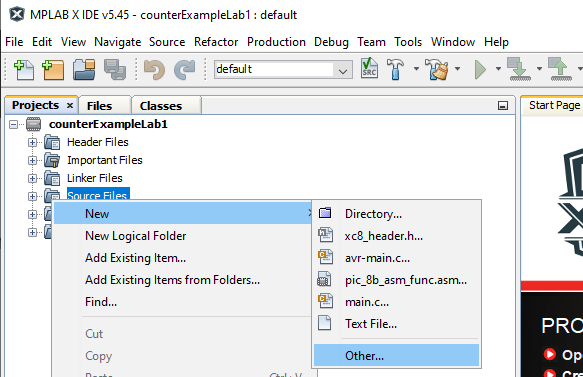 MPLAB X IDE v5.45 - counterExampleLab1 : default
File Edit View Navigate Source Refactor Production Debug Team Tools Window Help
default
SRC
Projects × Files Classes
Start Page
counterExampleLab1
Header Files
Important Files
Linker Files
Source Files
New
New Logical Folder
Add Existing Item...
Add Existing Items from Folders...
Find...
Cut
Copy
Directory...
xc8_header.h...
avr-main.c...
pic_8b_asm_func.asm...
main.c...
Text File...
Other...
X
PRO
Op